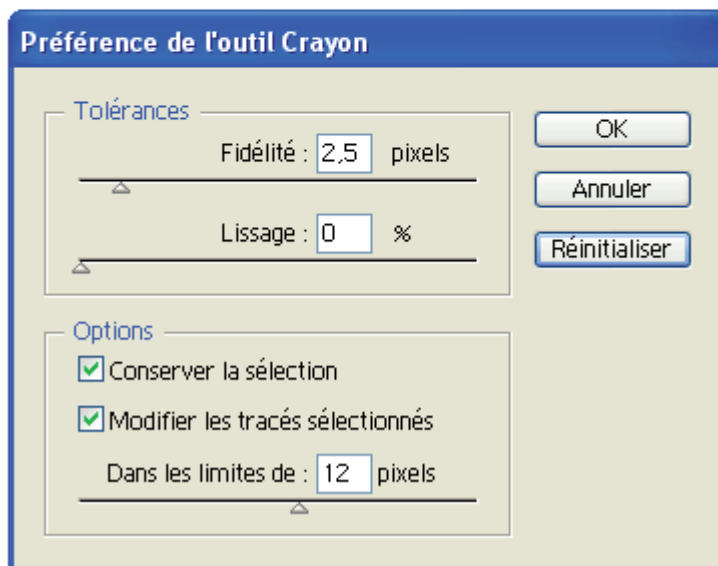 Préférence de l'outil Crayon
Tolérances
Fidélité : 2,5 pixels
Lissage : 0 %
OK
Annuler
Réinitialiser
Options
Conserver la sélection
Modifier les tracés sélectionnés
Dans les limites de : 12 pixels